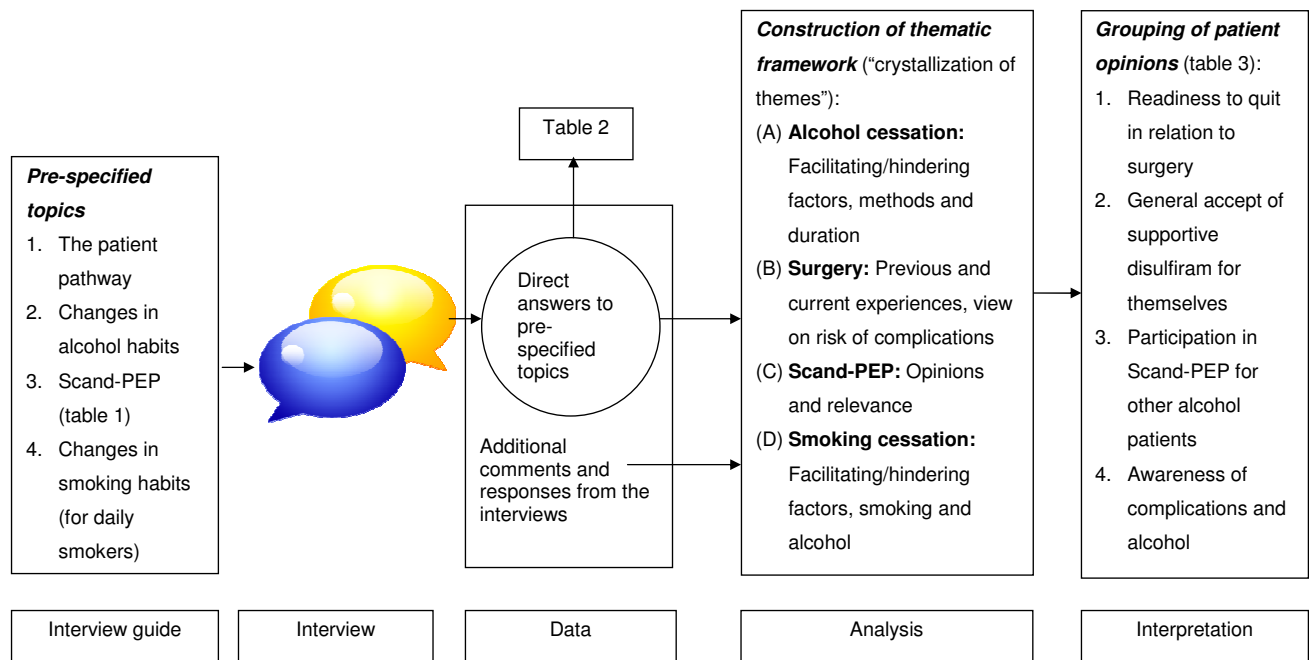 Pre-specified
topics
1. The patient
pathway
2. Changes in
alcohol habits
3. Scand-PEP
(table 1)
4. Changes in
smoking habits
(for daily
smokers)
Table 2
Direct
answers to
pre-
specified
topics
Additional
comments and
responses from the
interviews
Construction of thematic
framework (“crystallization of
themes”):
(A) Alcohol cessation:
Facilitating/hindering
factors, methods and
duration
(B) Surgery: Previous and
current experiences, view
on risk of complications
(C) Scand-PEP: Opinions
and relevance
(D) Smoking cessation:
Facilitating/hindering
factors, smoking and
alcohol
Grouping of patient
opinions (table 3):
1. Readiness to quit
in relation to
surgery
2. General accept of
supportive
disulfiram for
themselves
3. Participation in
Scand-PEP for
other alcohol
patients
4. Awareness of
complications and
alcohol
Interview guide
Interview
Data
Analysis
Interpretation